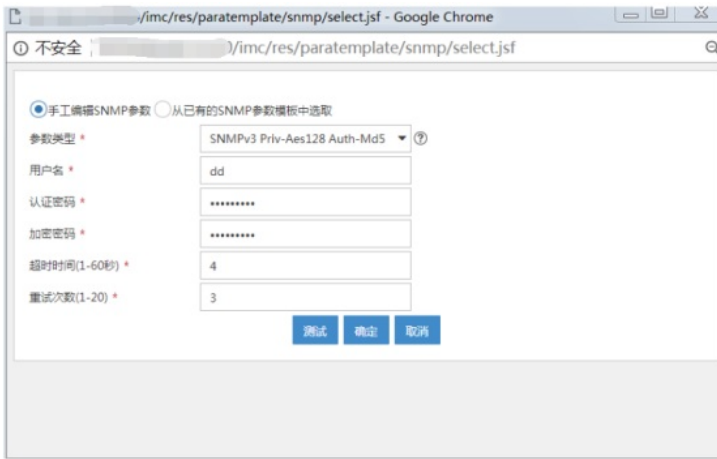 /imc/res/paratemplate/snmp/select.jsf - Google Chrome
不安全 0/imc/res/paratemplate/snmp/select.jsf
手工编辑SNMP参数 从已有的SNMP参数模板中选取
参数类型 * SNMPv3 Priv-Aes128 Auth-Md5
用户名 * dd
认证密码 * •••••••••
加密密码 * •••••••••
超时时间(1-60秒) * 4
重试次数(1-20) * 3
测试 确定 取消